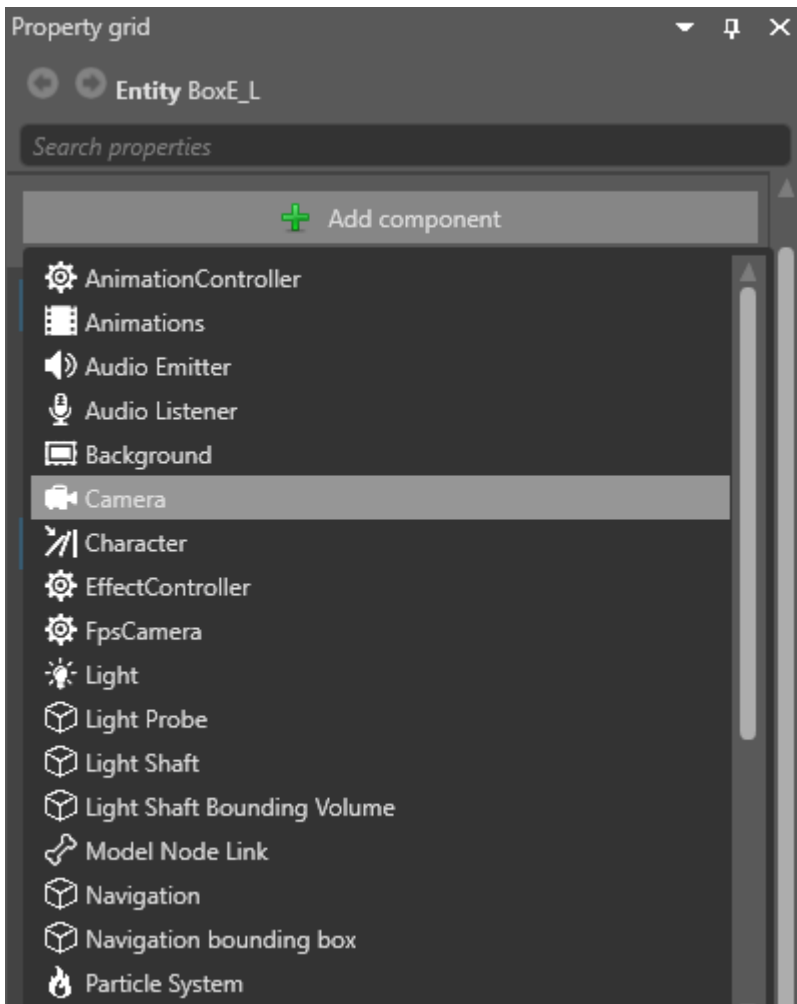 Property grid
Entity BoxE_L
Search properties
Add component
AnimationController
Animations
Audio Emitter
Audio Listener
Background
Camera
Character
EffectController
FpsCamera
Light
Light Probe
Light Shaft
Light Shaft Bounding Volume
Model Node Link
Navigation
Navigation bounding box
Particle System